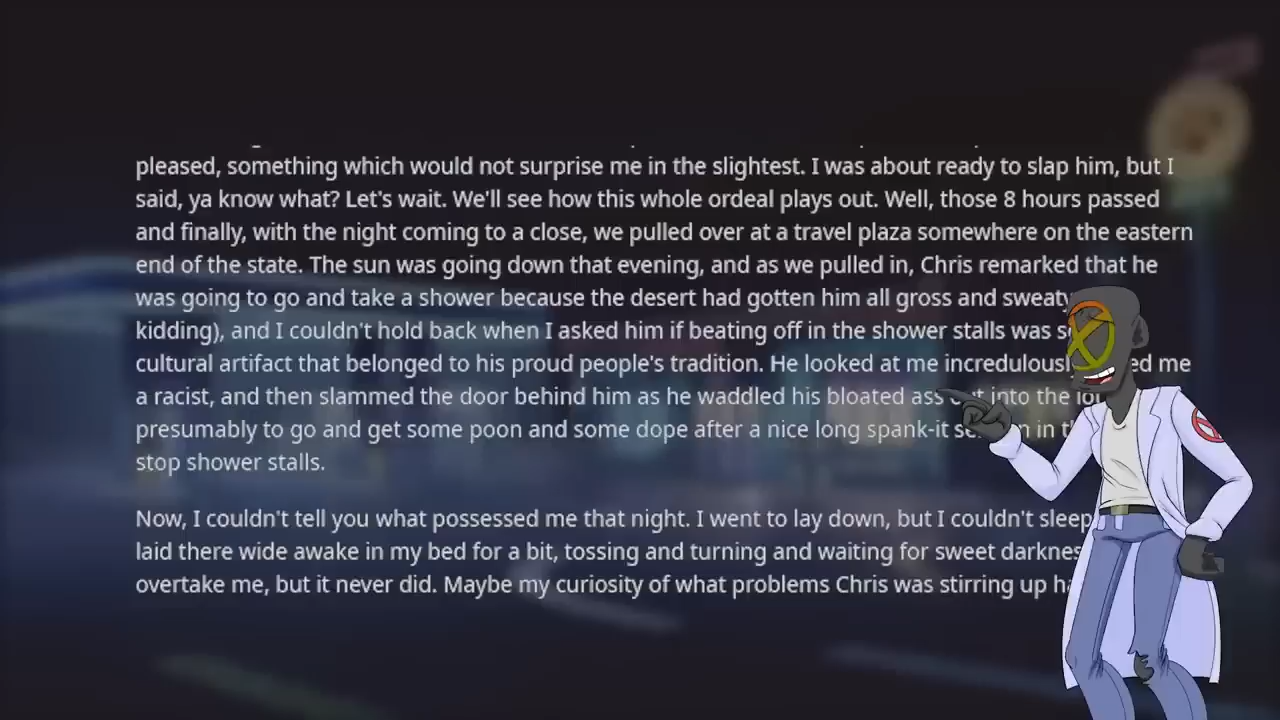 pleased, something which would not surprise me in the slightest. I was about ready to slap him, but I
said, ya know what? Let's wait. We'll see how this whole ordeal plays out. Well, those 8 hours passed
and finally, with the night coming to a close, we pulled over at a travel plaza somewhere on the eastern
end of the state. The sun was going down that evening, and as we pulled in, Chris remarked that he
was going to go and take a shower because the desert had gotten him all gross and sweaty
kidding), and I couldn't hold back when I asked him if beating off in the shower stalls was
cultural artifact that belonged to his proud people's tradition. He looked at me me
a racist, and then slammed the door behind him as he waddled his bloated ass into the
presumably to go and get some poon and some dope after a nice long spank-it in
stop shower stalls.
Now, I couldn't tell you what possessed me that night. I went to lay down, but I couldn't sleep
laid there wide awake in my bed for a bit, tossing and turning and waiting for sweet
overtake me, but it never did. Maybe my curiosity of what problems Chris was stirring up